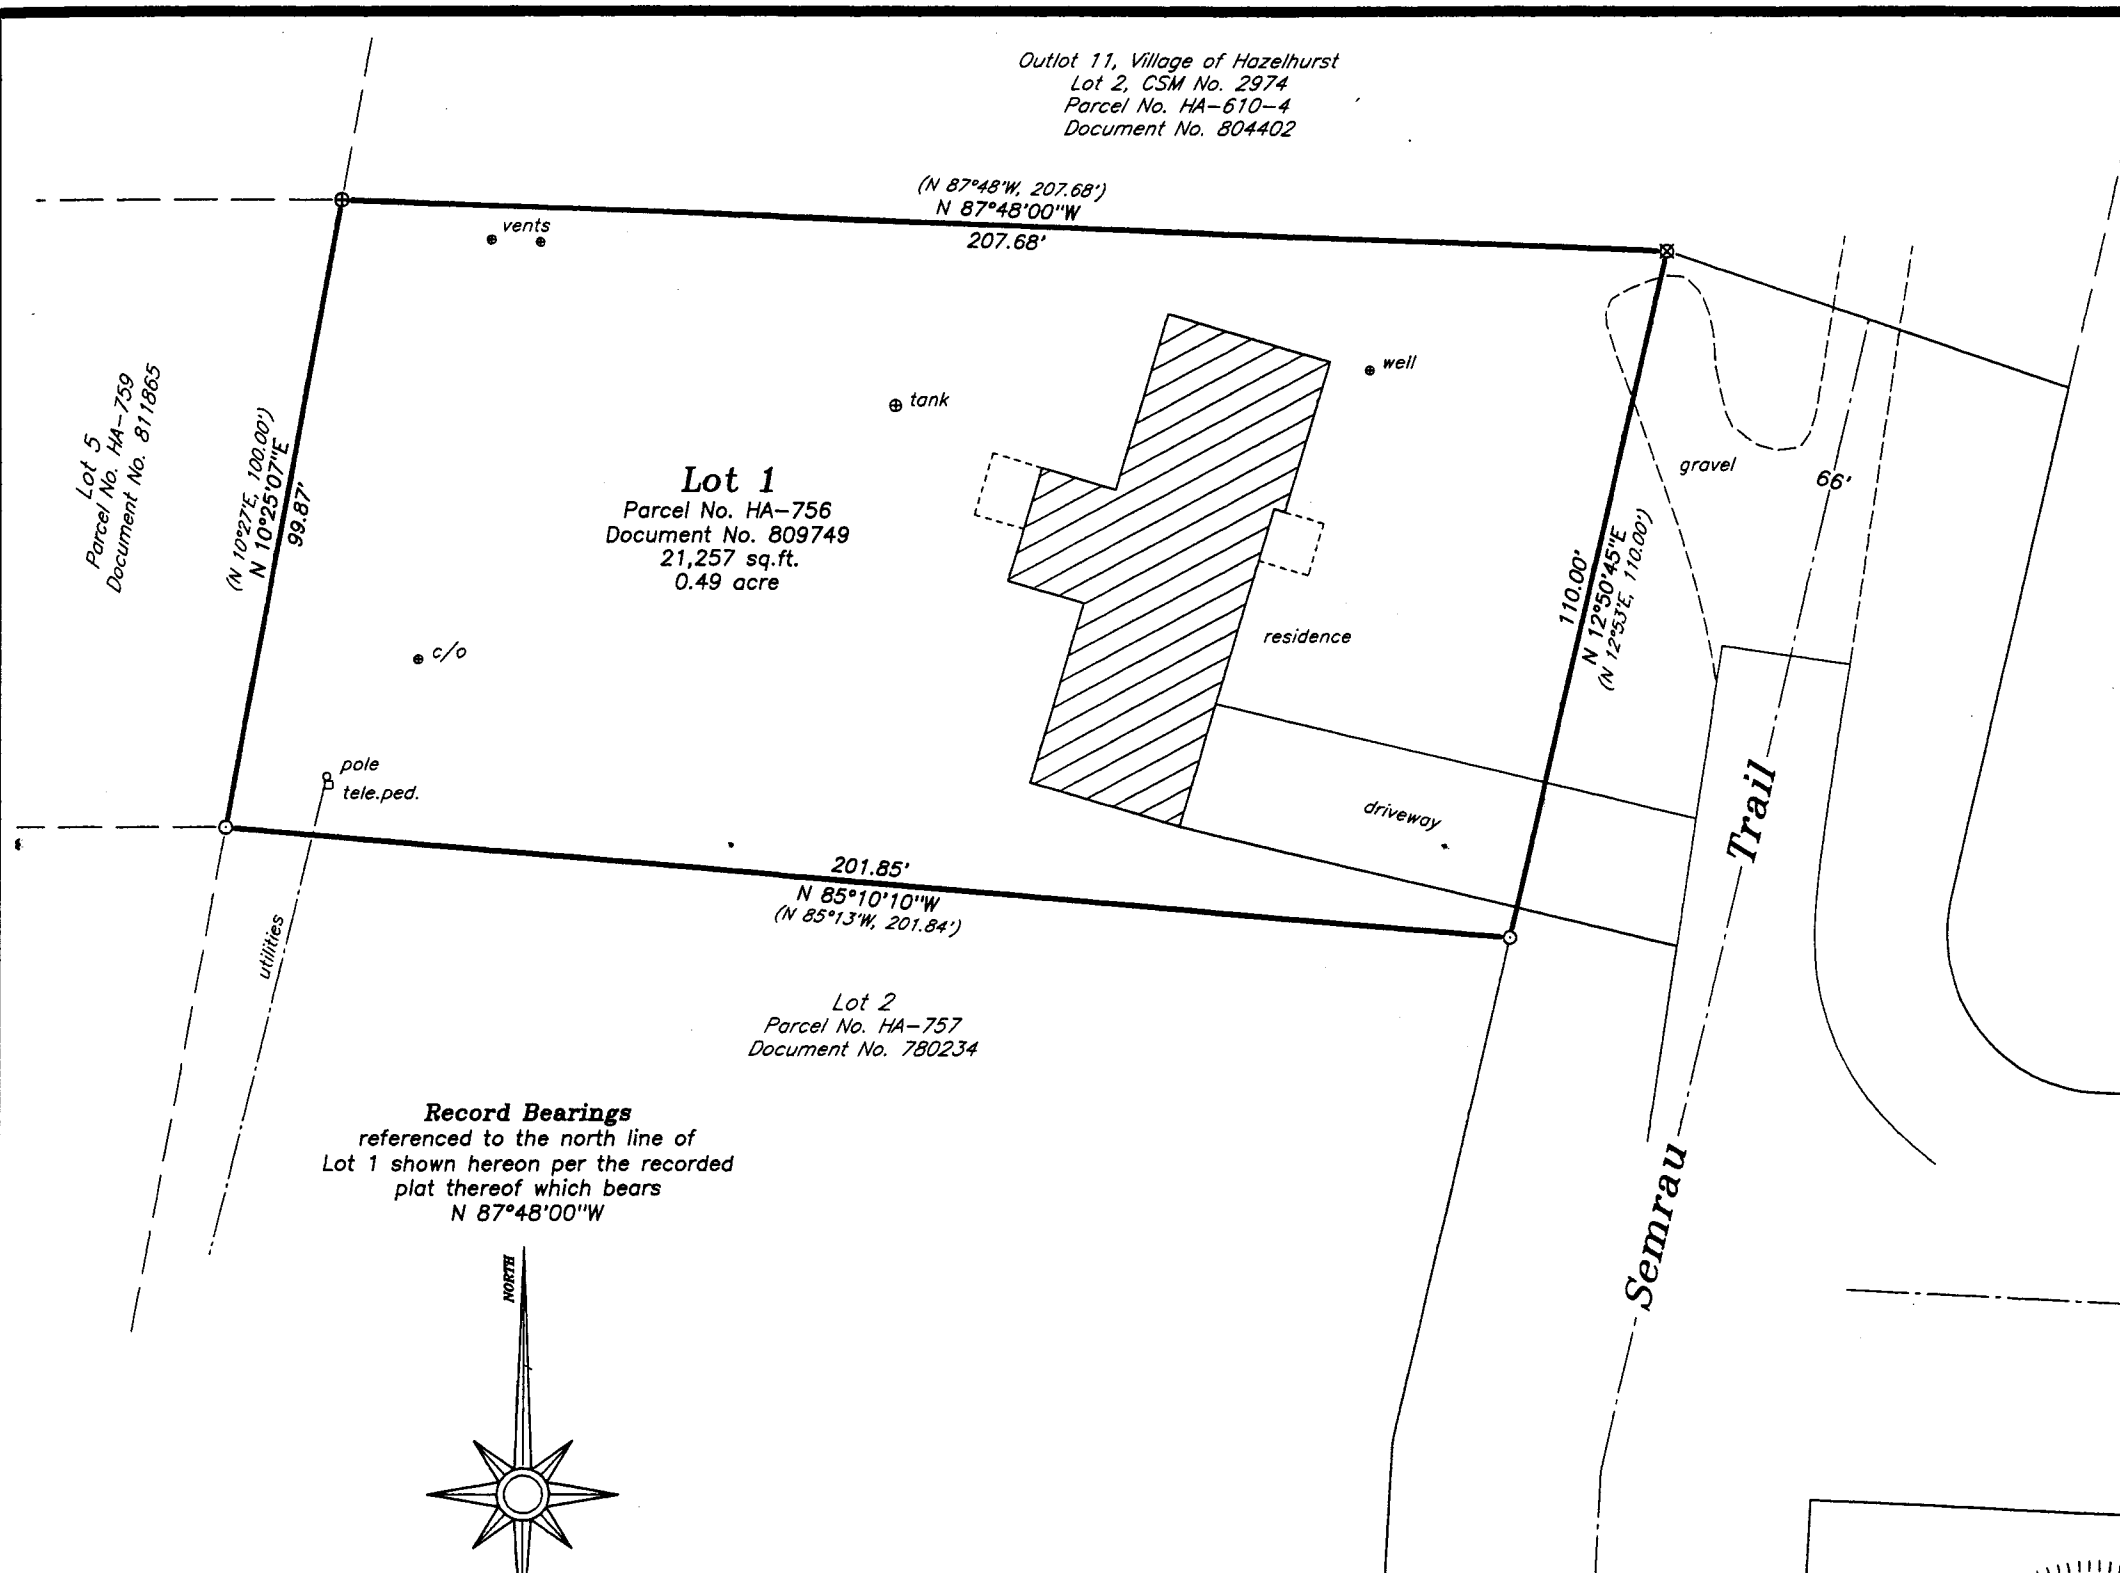 Outlot 11, Village of Hazelhurst
Lot 2, CSM No. 2974
Parcel No. HA-610-4
Document No. 804402
(N 87°48'W, 207.68')
N 87°48'00"W
207.68'
vents
well
tank
Lot 5
Parcel No. HA-759
Document No. 811865
(N 10°27'E, 100.00')
N 10°25'07"E
99.87'
Lot 1
Parcel No. HA-756
Document No. 809749
21,257 sq.ft.
0.49 acre
gravel
66'
110.00'
N 12°50'45"E
(N 12°53'E, 110.00')
residence
c/o
pole
tele.ped.
driveway
Semrau Trail
201.85'
N 85°10'10"W
(N 85°13'W, 201.84')
utilities
Lot 2
Parcel No. HA-757
Document No. 780234
Record Bearings
referenced to the north line of
Lot 1 shown hereon per the recorded
plat thereof which bears
N 87°48'00"W
NORTH